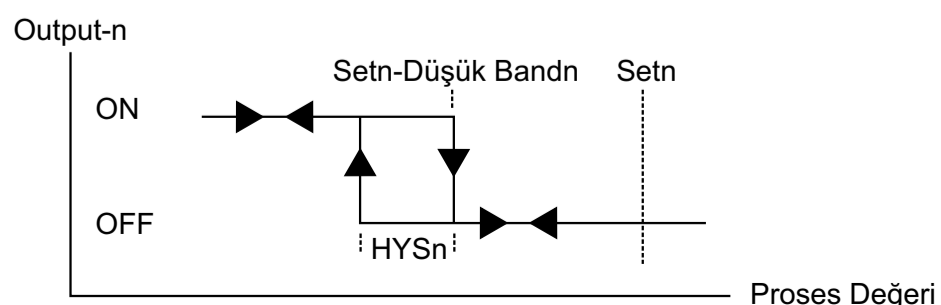 Output-n
Setn-Düşük Bandn
Setn
ON
OFF
HYSn
Proses Değeri